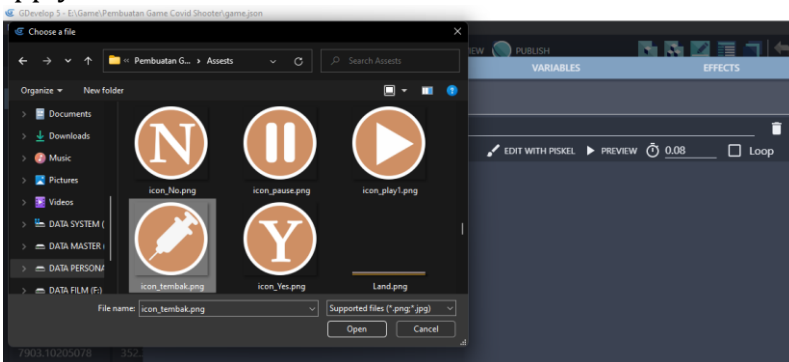 GDevelop 5 - E:\Game\Pembuatan Game Covid Shooter\game.json
Choose a file
PUBLISH
Pembuatan G... > Assests
Search Assests
VARIABLES
EFFECTS
Organize
New folder
Documents
Downloads
Music
Pictures
Videos
DATA SYSTEM (
DATA MASTER (
DATA PERSONA
DATA FILM (F:)
N
icon_No.png
icon_pause.png
icon_play1.png
EDIT WITH PISKEL
PREVIEW
0.08
Loop
Y
icon_tembak.png
icon_Yes.png
Land.png
File name:
icon_tembak.png
Supported files (*.png;*.jpg)
Open
Cancel
7903.10205078
352...